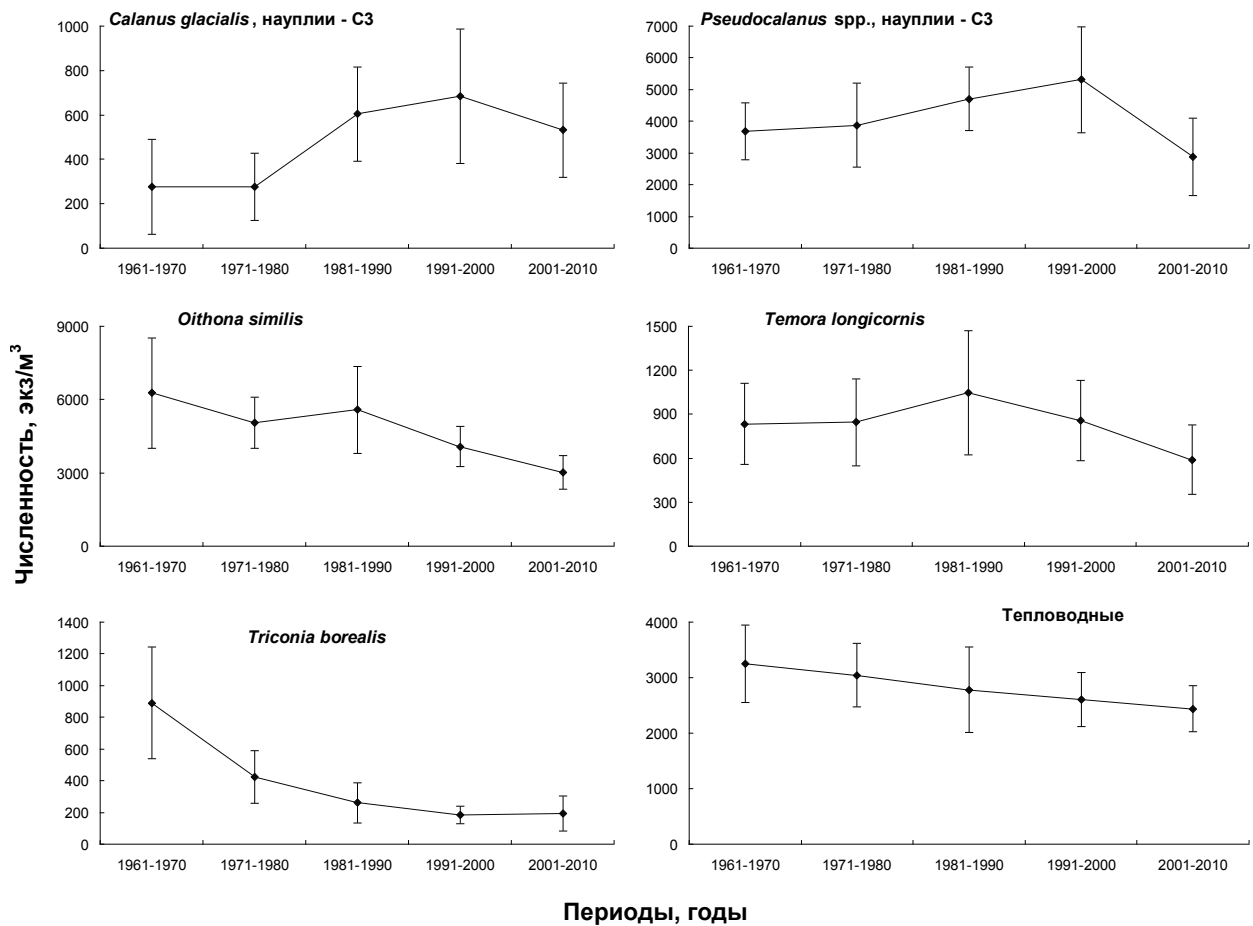 Calanus glacialis, науплии - С3
1000
800
600
400
200
0
1961-1970 1971-1980 1981-1990 1991-2000 2001-2010
Pseudocalanus spp., науплии - С3
7000
6000
5000
4000
3000
2000
1000
0
1961-1970 1971-1980 1981-1990 1991-2000 2001-2010
Численность, экз/м³
Oithona similis
9000
6000
3000
0
1961-1970 1971-1980 1981-1990 1991-2000 2001-2010
Temora longicornis
1500
1200
900
600
300
0
1961-1970 1971-1980 1981-1990 1991-2000 2001-2010
Triconia borealis
1400
1200
1000
800
600
400
200
0
1961-1970 1971-1980 1981-1990 1991-2000 2001-2010
Тепловодные
4000
3000
2000
1000
0
1961-1970 1971-1980 1981-1990 1991-2000 2001-2010
Периоды, годы